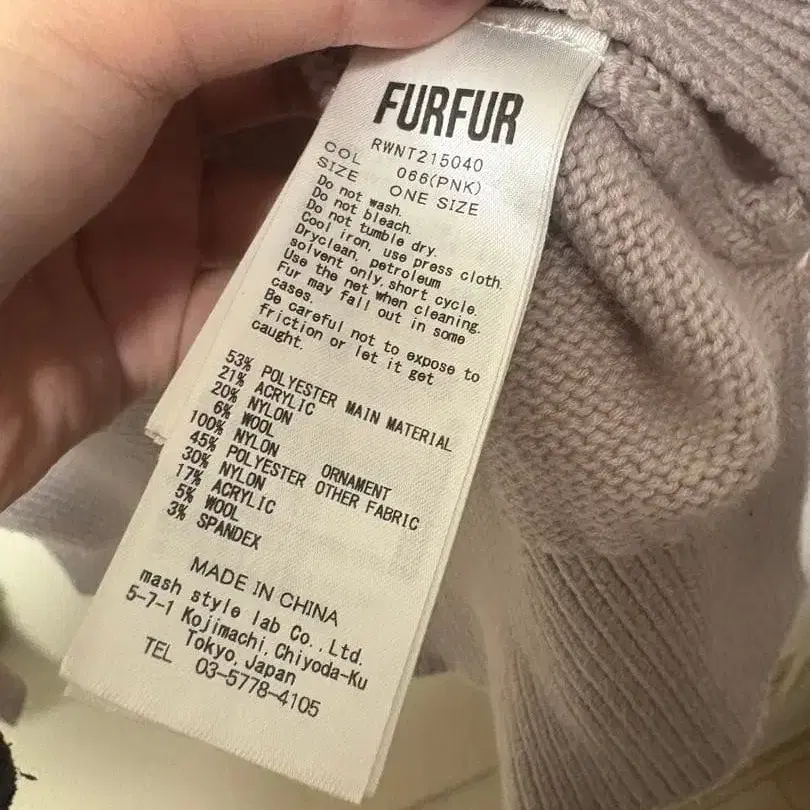 FURFUR
RWNT215040
COL 066(PNK)
SIZE ONE SIZE
Do not wash.
Do not bleach.
Do not tumble dry.
Cool iron, use press cloth.
Dryclean, petroleum
solvent only,short cycle.
Use the net when cleaning.
Fur may fall out in some
cases.
Be careful not to expose to
friction or let it get
caught.
53% POLYESTER MAIN MATERIAL
21% ACRYLIC
20% NYLON
6% WOOL
100% NYLON ORNAMENT
45% POLYESTER OTHER FABRIC
30% NYLON
17% ACRYLIC
5% WOOL
3% SPANDEX
MADE IN CHINA
mash style lab Co.,Ltd.
5-7-1 Kojimachi,Chiyoda-Ku
Tokyo,Japan
TEL 03-5778-4105